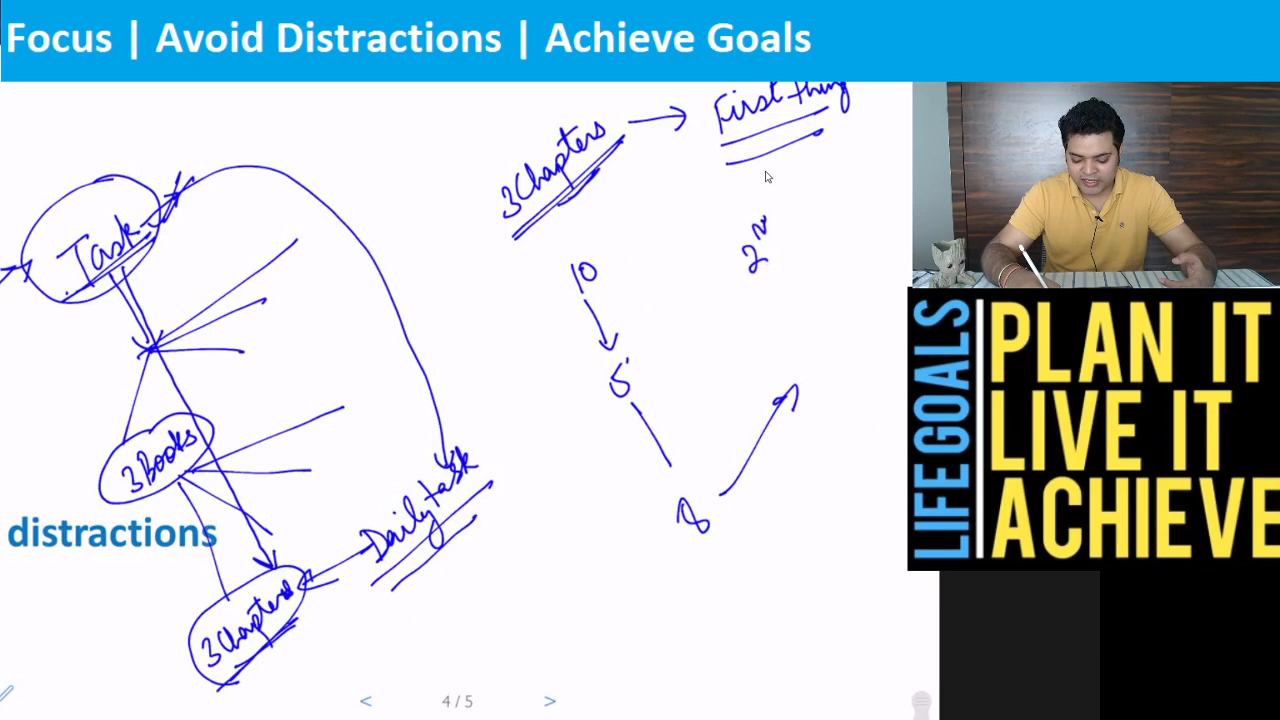 Focus | Avoid Distractions | Achieve Goals
3 Chapters
First thing
Task
10
2nd
5
3 Books
Daily task
8
distractions
3 Chapters
LIFE GOALS
PLAN IT
LIVE IT
ACHIEVE
< 4 / 5 >